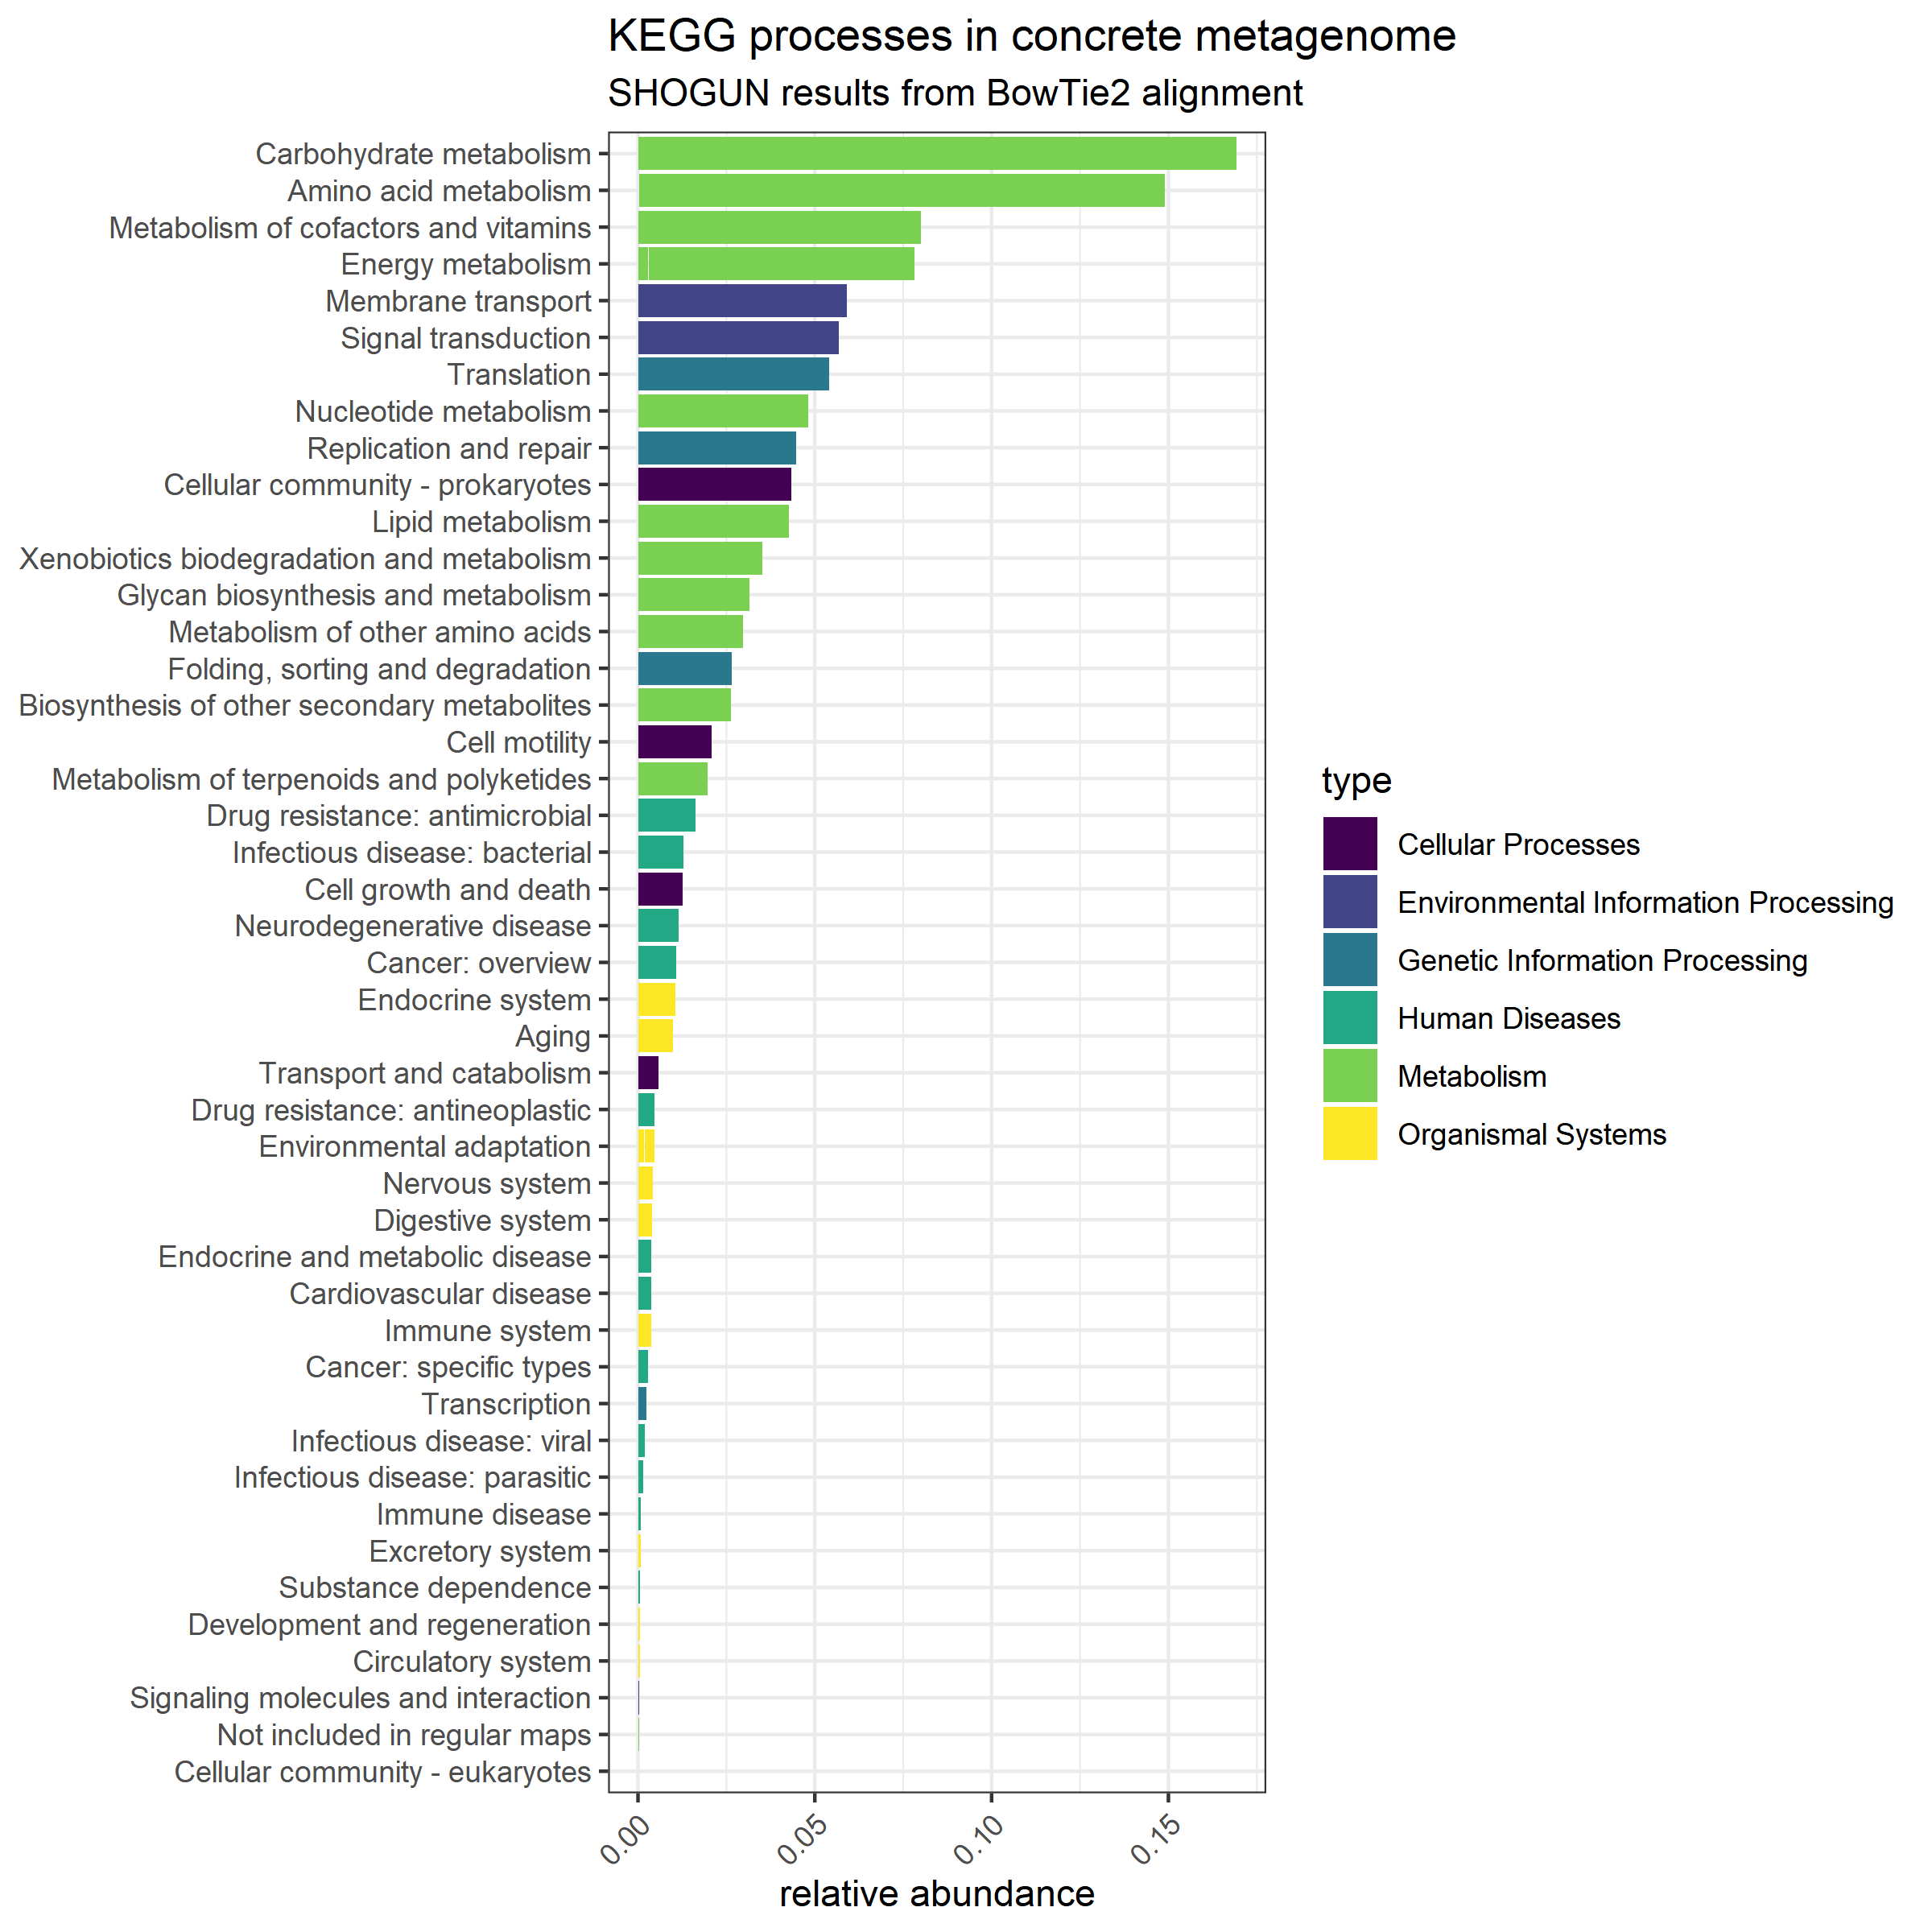 KEGG processes in concrete metagenome
SHOGUN results from BowTie2 alignment
Carbohydrate metabolism
Amino acid metabolism
Metabolism of cofactors and vitamins
Energy metabolism
Membrane transport
Signal transduction
Translation
Nucleotide metabolism
Replication and repair
Cellular community - prokaryotes
Lipid metabolism
Xenobiotics biodegradation and metabolism
Glycan biosynthesis and metabolism
Metabolism of other amino acids
Folding, sorting and degradation
Biosynthesis of other secondary metabolites
Cell motility
Metabolism of terpenoids and polyketides
Drug resistance: antimicrobial
Infectious disease: bacterial
Cell growth and death
Neurodegenerative disease
Cancer: overview
Endocrine system
Aging
Transport and catabolism
Drug resistance: antineoplastic
Environmental adaptation
Nervous system
Digestive system
Endocrine and metabolic disease
Cardiovascular disease
Immune system
Cancer: specific types
Transcription
Infectious disease: viral
Infectious disease: parasitic
Immune disease
Excretory system
Substance dependence
Development and regeneration
Circulatory system
Signaling molecules and interaction
Not included in regular maps
Cellular community - eukaryotes
0.00 0.05 0.10 0.15
relative abundance
type
Cellular Processes
Environmental Information Processing
Genetic Information Processing
Human Diseases
Metabolism
Organismal Systems